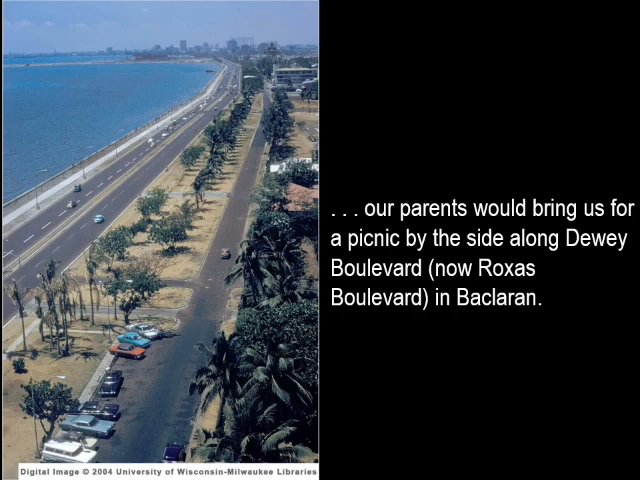 . . . our parents would bring us for
a picnic by the side along Dewey
Boulevard (now Roxas
Boulevard) in Baclaran.
Digital Image © 2004 University of Wisconsin-Milwaukee Libraries